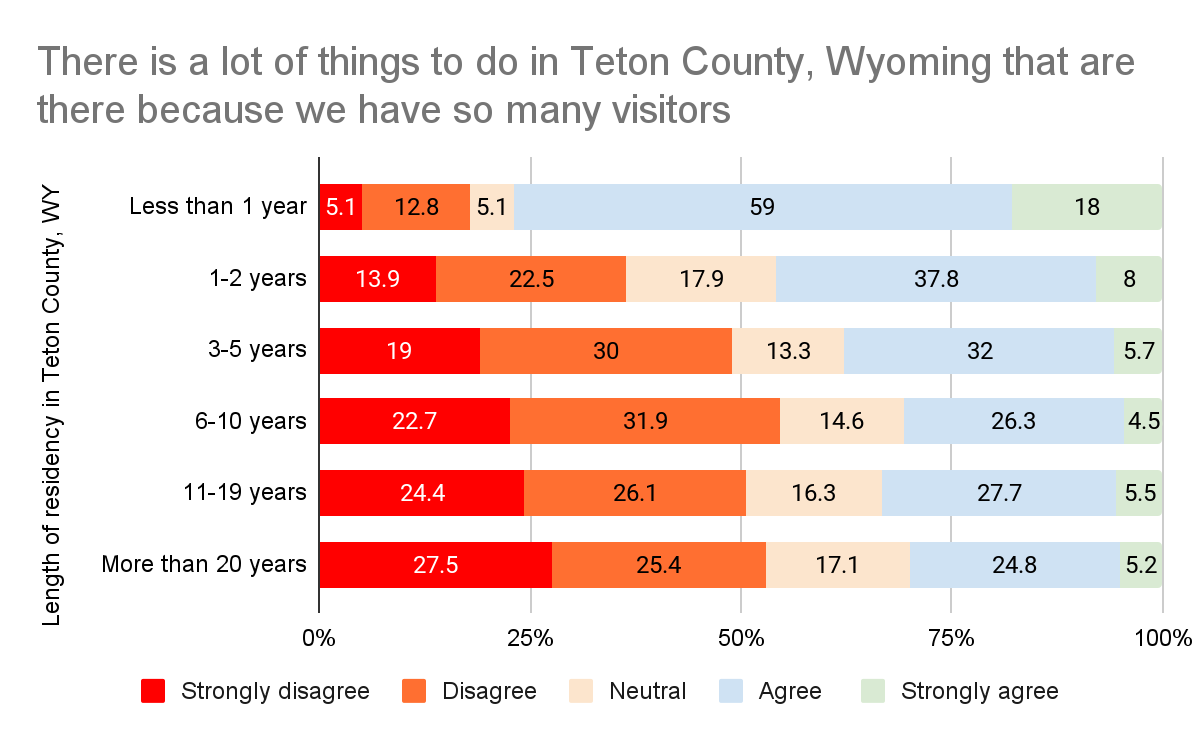 There is a lot of things to do in Teton County, Wyoming that are
there because we have so many visitors
Length of residency in Teton County, WY
Less than 1 year 5.1 12.8 5.1 59 18
1-2 years 13.9 22.5 17.9 37.8 8
3-5 years 19 30 13.3 32 5.7
6-10 years 22.7 31.9 14.6 26.3 4.5
11-19 years 24.4 26.1 16.3 27.7 5.5
More than 20 years 27.5 25.4 17.1 24.8 5.2
0% 25% 50% 75% 100%
Strongly disagree Disagree Neutral Agree Strongly agree